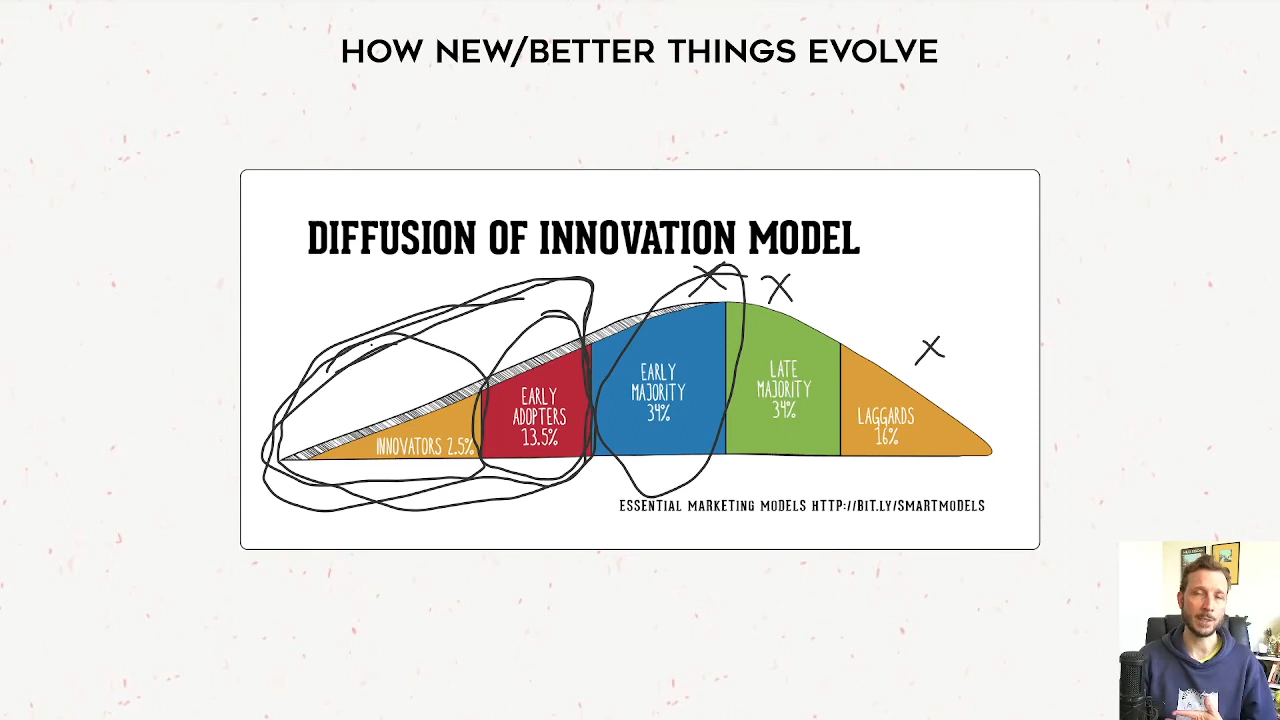 HOW NEW/BETTER THINGS EVOLVE
DIFFUSION OF INNOVATION MODEL
INNOVATORS 2.5%
EARLY
ADOPTERS
13.5%
EARLY
MAJORITY
34%
LATE
MAJORITY
34%
LAGGARDS
16%
ESSENTIAL MARKETING MODELS HTTP://BIT.LY/SMARTMODELS